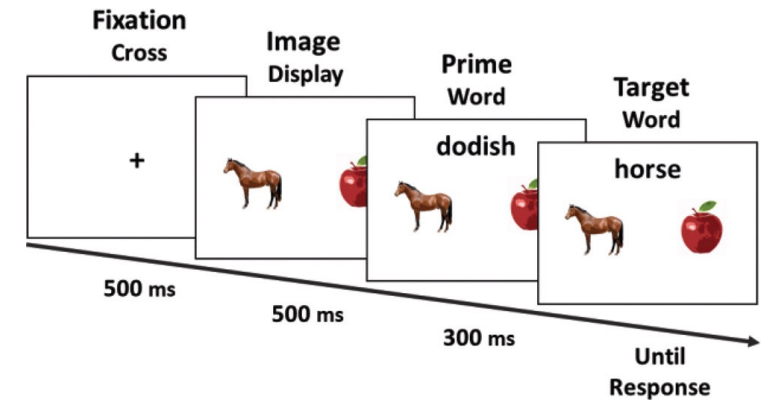 Fixation
Cross
Image
Display
Prime
Word
Target
Word
+
dodish
horse
500 ms
500 ms
300 ms
Until
Response